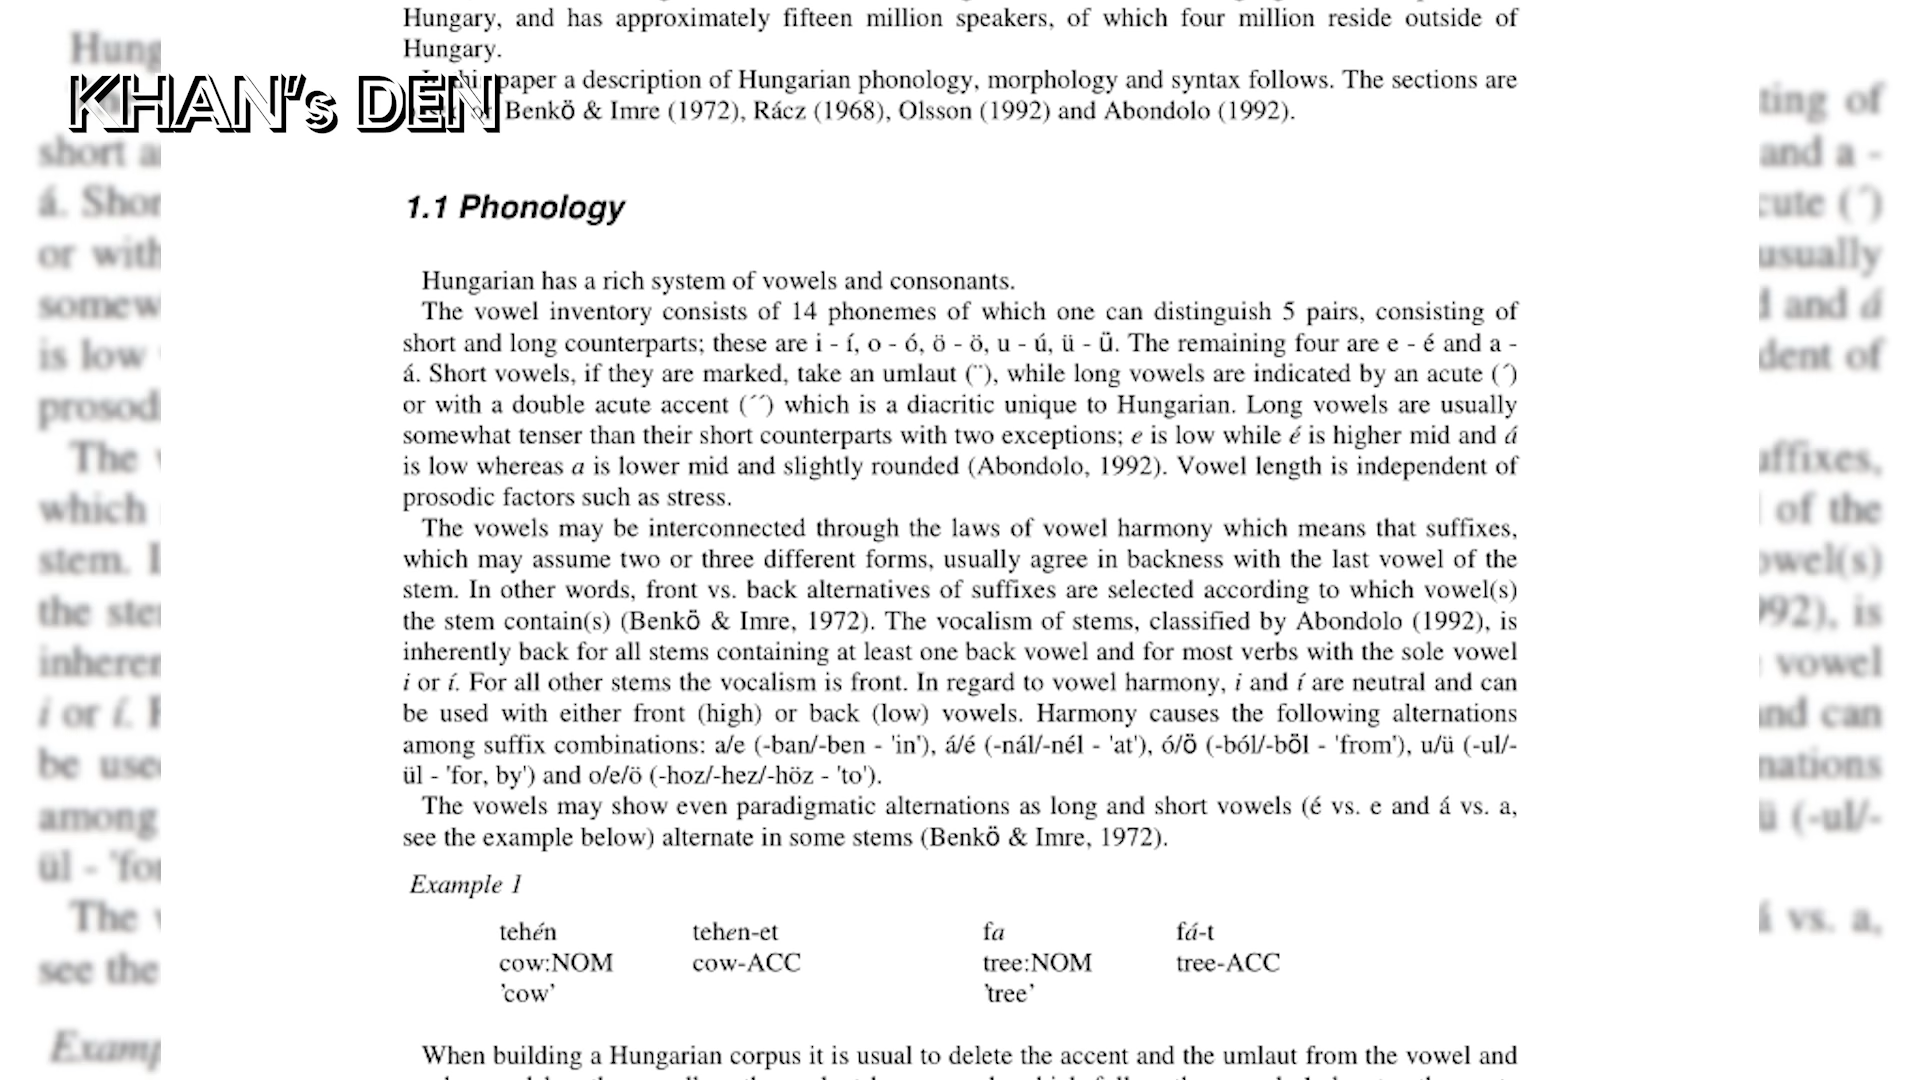 Hungary, and has approximately fifteen million speakers, of which four million reside outside of
Hungary.
KHAN's DEN
paper a description of Hungarian phonology, morphology and syntax follows. The sections are
Benkö & Imre (1972), Rácz (1968), Olsson (1992) and Abondolo (1992).
1.1 Phonology
Hungarian has a rich system of vowels and consonants.
The vowel inventory consists of 14 phonemes of which one can distinguish 5 pairs, consisting of
short and long counterparts; these are i - í, o - ó, ö - ö, u - ú, ü - ű. The remaining four are e - é and a -
á. Short vowels, if they are marked, take an umlaut (¨), while long vowels are indicated by an acute (´)
or with a double acute accent (´´) which is a diacritic unique to Hungarian. Long vowels are usually
somewhat tenser than their short counterparts with two exceptions; e is low while é is higher mid and á
is low whereas a is lower mid and slightly rounded (Abondolo, 1992). Vowel length is independent of
prosodic factors such as stress.
The vowels may be interconnected through the laws of vowel harmony which means that suffixes,
which may assume two or three different forms, usually agree in backness with the last vowel of the
stem. In other words, front vs. back alternatives of suffixes are selected according to which vowel(s)
the stem contain(s) (Benkö & Imre, 1972). The vocalism of stems, classified by Abondolo (1992), is
inherently back for all stems containing at least one back vowel and for most verbs with the sole vowel
i or í. For all other stems the vocalism is front. In regard to vowel harmony, i and í are neutral and can
be used with either front (high) or back (low) vowels. Harmony causes the following alternations
among suffix combinations: a/e (-ban/-ben - 'in'), á/é (-nál/-nél - 'at'), ó/ö (-ból/-böl - 'from'), u/ü (-ul/-
ül - 'for, by') and o/e/ö (-hoz/-hez/-höz - 'to').
The vowels may show even paradigmatic alternations as long and short vowels (é vs. e and á vs. a,
see the example below) alternate in some stems (Benkö & Imre, 1972).
Example 1
tehén tehen-et fa fá-t
cow:NOM cow-ACC tree:NOM tree-ACC
'cow' 'tree'
When building a Hungarian corpus it is usual to delete the accent and the umlaut from the vowel and